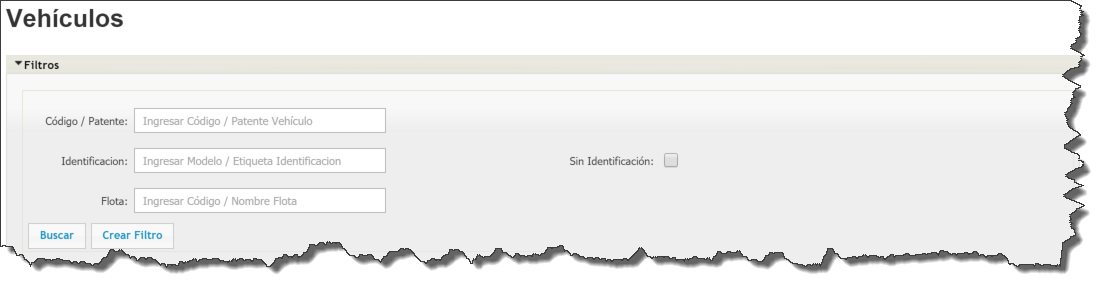 Vehículos
Filtros
Código / Patente: Ingresar Código / Patente Vehículo
Identificacion: Ingresar Modelo / Etiqueta Identificacion Sin Identificación:
Flota: Ingresar Código / Nombre Flota
Buscar Crear Filtro